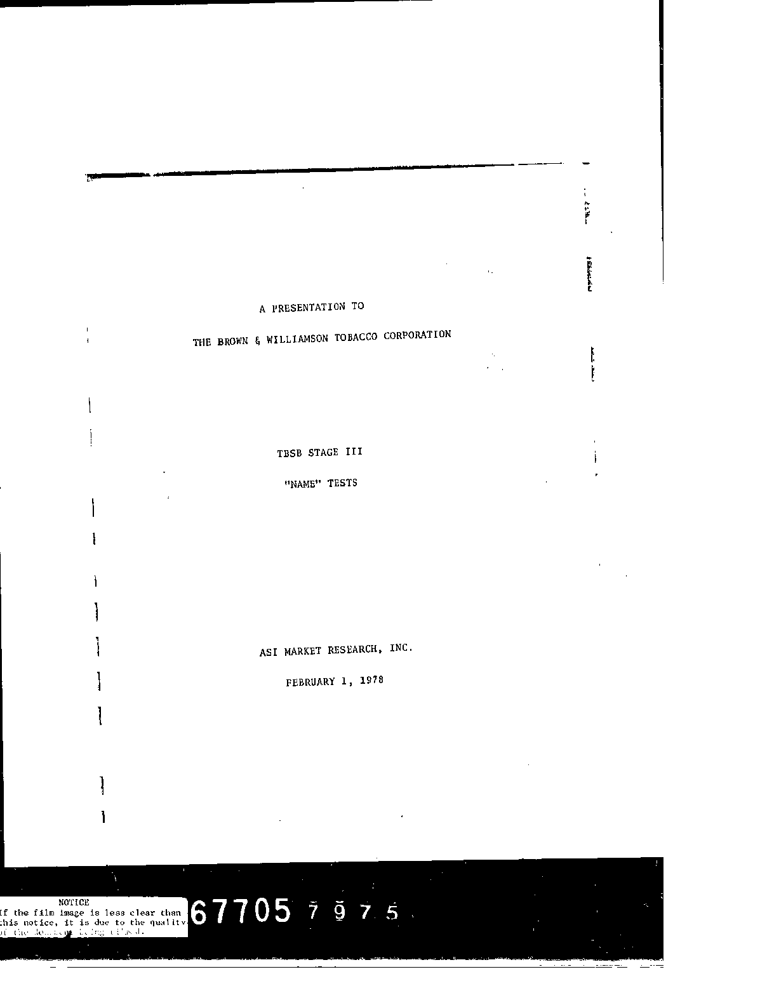 A PRESENTATION TO
THE BROWN & WILLIAMSON TOBACCO CORPORATION
TBSB STAGE III
"NAME" TESTS
ASI MARKET RESEARCH, INC.
FEBRUARY 1, 1978
NOTICE
If the film image is less clear than
this notice, it is due to the quality
of the
67705 7975